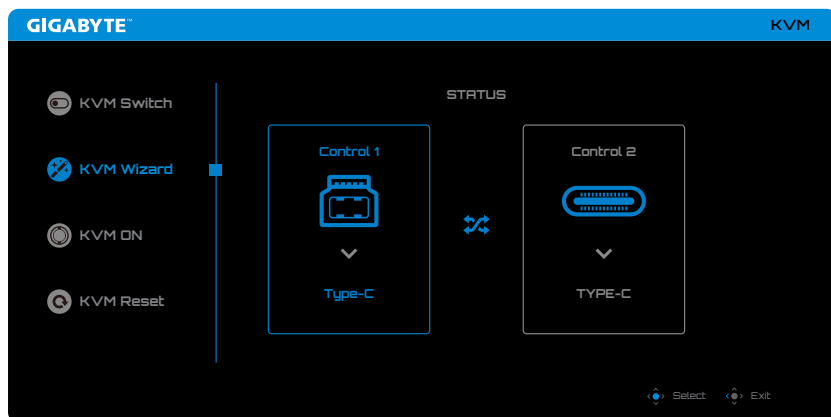 GIGABYTE™
KVM
KVM Switch
KVM Wizard
KVM ON
KVM Reset
STATUS
Control 1
Type-C
Control 2
TYPE-C
Select
Exit